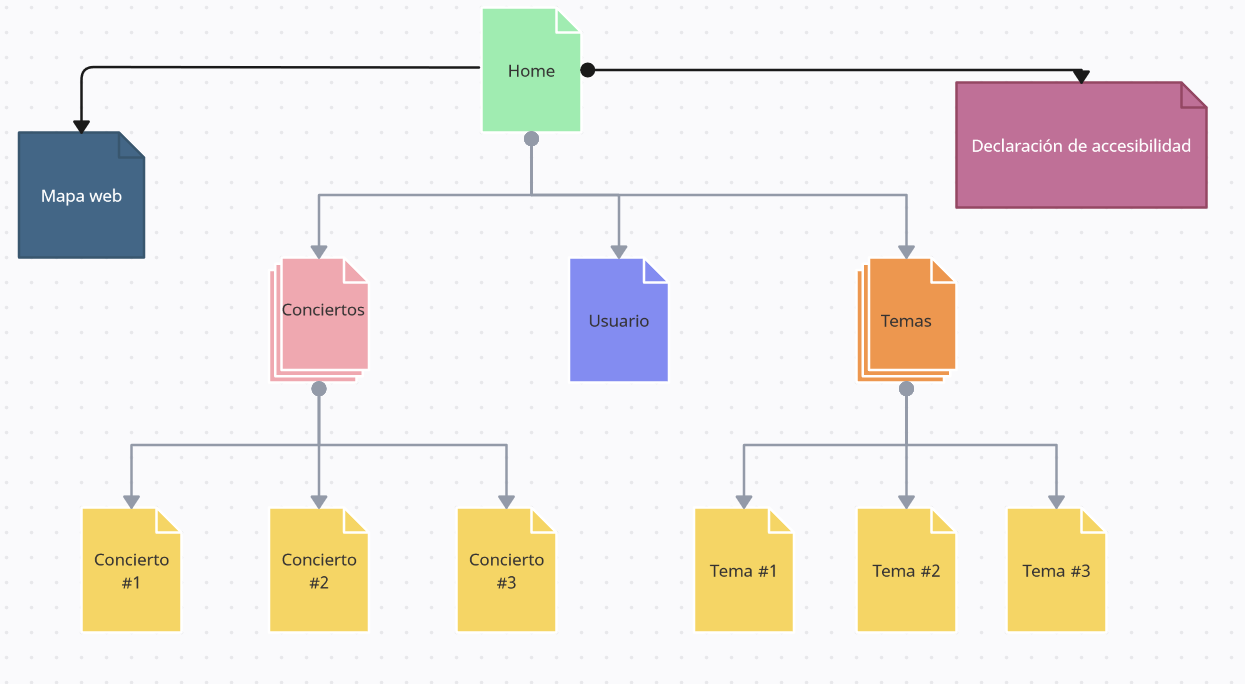 Home
Declaración de accesibilidad
Mapa web
Conciertos
Usuario
Temas
Concierto
#1
Concierto
#2
Concierto
#3
Tema #1
Tema #2
Tema #3